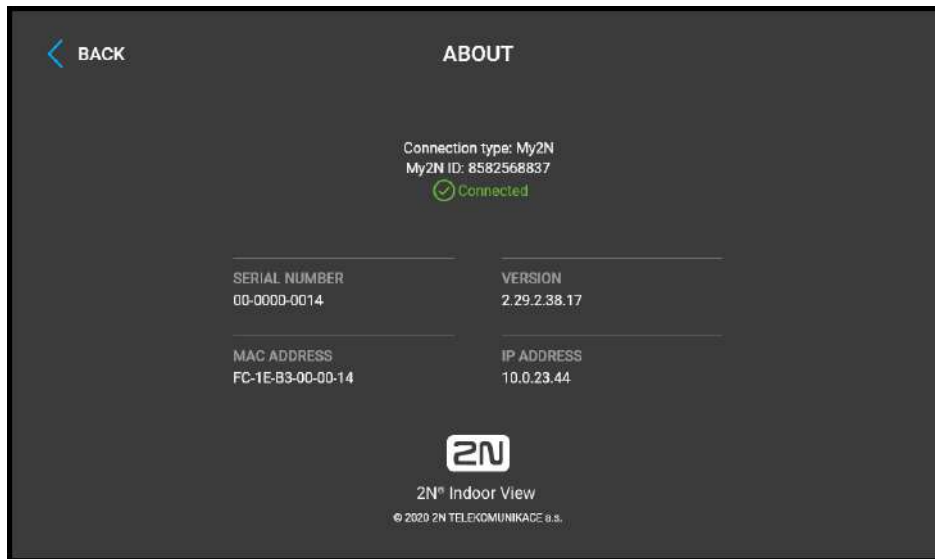 BACK
ABOUT
Connection type: My2N
My2N ID: 8582568837
Connected
SERIAL NUMBER
00-0000-0014
VERSION
2.29.2.38.17
MAC ADDRESS
FC-1E-B3-00-00-14
IP ADDRESS
10.0.23.44
2N
2N® Indoor View
© 2020 2N TELEKOMUNIKACE a.s.